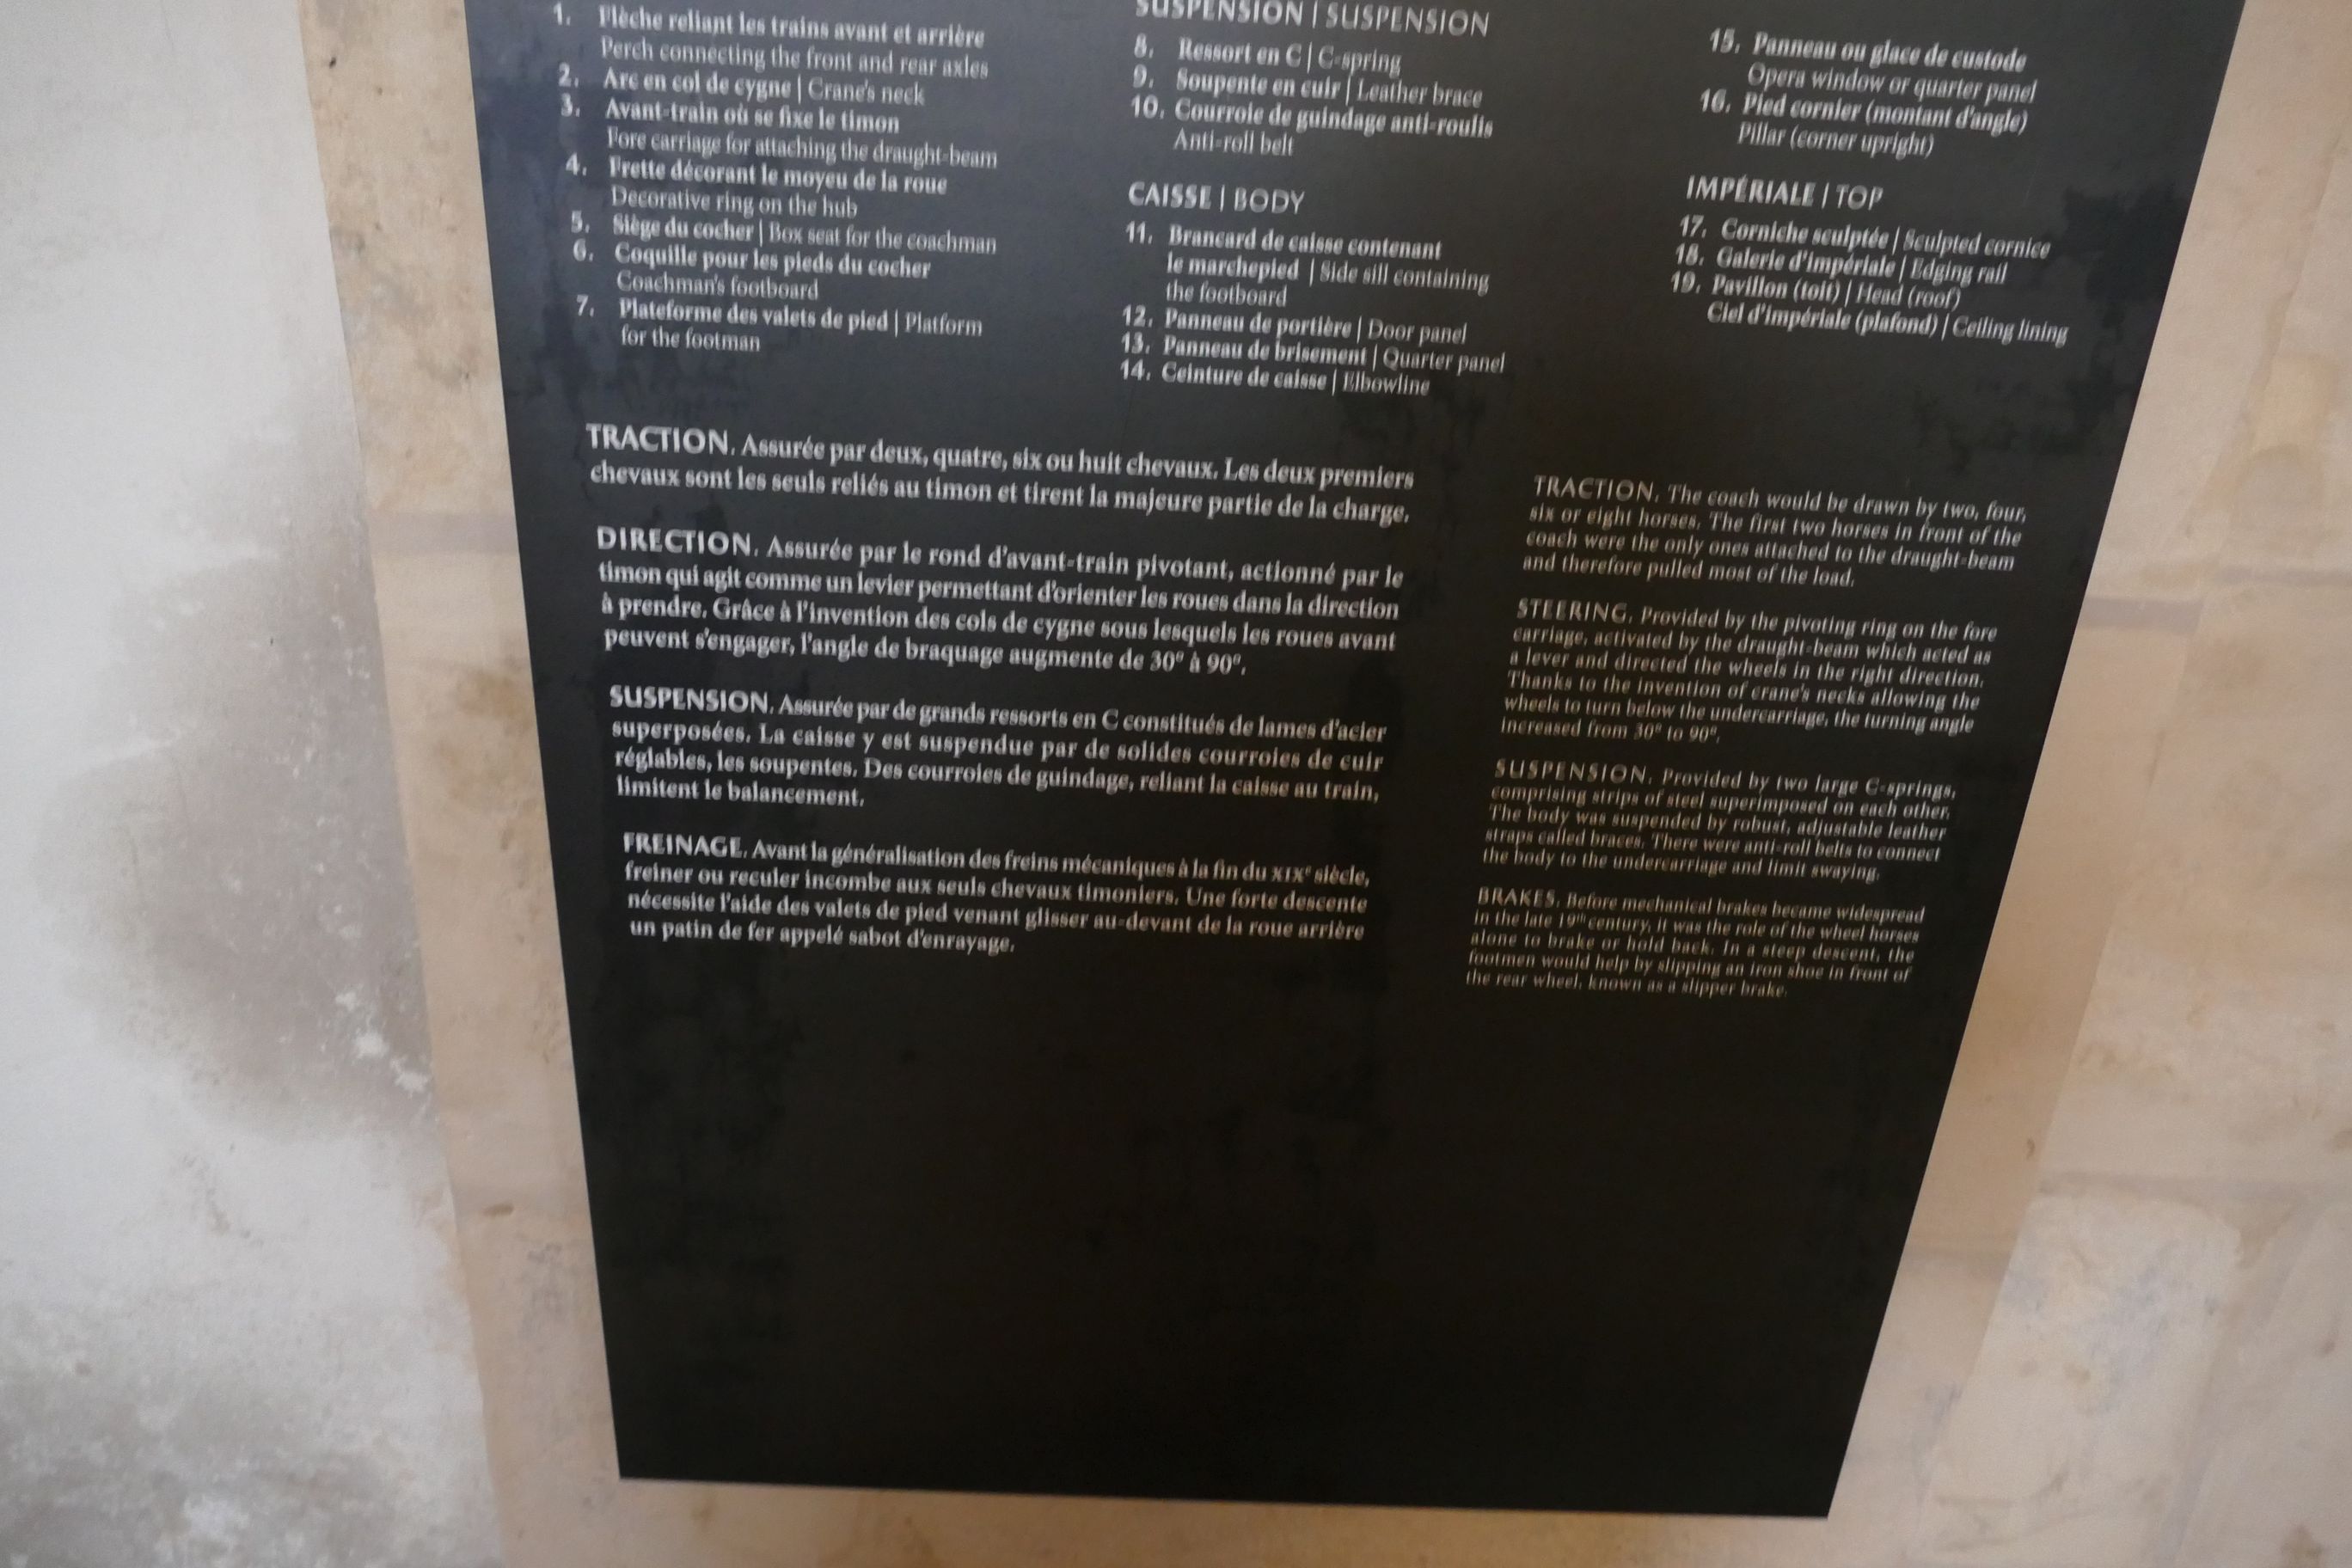 1. Flèche reliant les trains avant et arrière
Perch connecting the front and rear axles
2. Arc en col de cygne | Crane's neck
3. Avant-train où se fixe le timon
Fore carriage for attaching the draught-beam
4. Frette décorant le moyeu de la roue
Decorative ring on the hub
5. Siège du cocher | Box seat for the coachman
6. Coquille pour les pieds du cocher
Coachman's footboard
7. Plateforme des valets de pied | Platform
for the footman
SUSPENSION | SUSPENSION
8. Ressort en C | C-spring
9. Soupente en cuir | Leather brace
10. Courroie de guindage anti-roulis
Anti-roll belt
CAISSE | BODY
11. Brancard de caisse contenant
le marchepied | Side sill containing
the footboard
12. Panneau de portière | Door panel
13. Panneau de brisement | Quarter panel
14. Ceinture de caisse | Elbowline
15. Panneau ou glace de custode
Opera window or quarter panel
16. Pied cornier (montant d'angle)
Pillar (corner upright)
IMPÉRIALE | TOP
17. Corniche sculptée | Sculpted cornice
18. Galerie d'impériale | Edging rail
19. Pavillon (toit) | Head (roof)
Ciel d'impériale (plafond) | Ceiling lining
TRACTION. Assurée par deux, quatre, six ou huit chevaux. Les deux premiers
chevaux sont les seuls reliés au timon et tirent la majeure partie de la charge.
DIRECTION. Assurée par le rond d'avant-train pivotant, actionné par le
timon qui agit comme un levier permettant d'orienter les roues dans la direction
à prendre. Grâce à l'invention des cols de cygne sous lesquels les roues avant
peuvent s'engager, l'angle de braquage augmente de 30° à 90°.
SUSPENSION. Assurée par de grands ressorts en C constitués de lames d'acier
superposées. La caisse y est suspendue par de solides courroies de cuir
réglables, les soupentes. Des courroies de guindage, reliant la caisse au train,
limitent le balancement.
FREINAGE. Avant la généralisation des freins mécaniques à la fin du XIXe siècle,
freiner ou reculer incombe aux seuls chevaux timoniers. Une forte descente
nécessite l'aide des valets de pied venant glisser au-devant de la roue arrière
un patin de fer appelé sabot d'enrayage.
TRACTION. The coach would be drawn by two, four,
six or eight horses. The first two horses in front of the
coach were the only ones attached to the draught-beam
and therefore pulled most of the load.
STEERING. Provided by the pivoting ring on the fore
carriage, activated by the draught-beam which acted as
a lever and directed the wheels in the right direction.
Thanks to the invention of crane's necks allowing the
wheels to turn below the undercarriage, the turning angle
increased from 30° to 90°.
SUSPENSION. Provided by two large C-springs,
comprising strips of steel superimposed on each other.
The body was suspended by robust, adjustable leather
straps called braces. There were anti-roll belts to connect
the body to the undercarriage and limit swaying.
BRAKES. Before mechanical brakes became widespread
in the late 19th century, it was the role of the wheel horses
alone to brake or hold back. In a steep descent, the
footmen would help by slipping an iron shoe in front of
the rear wheel, known as a slipper brake.